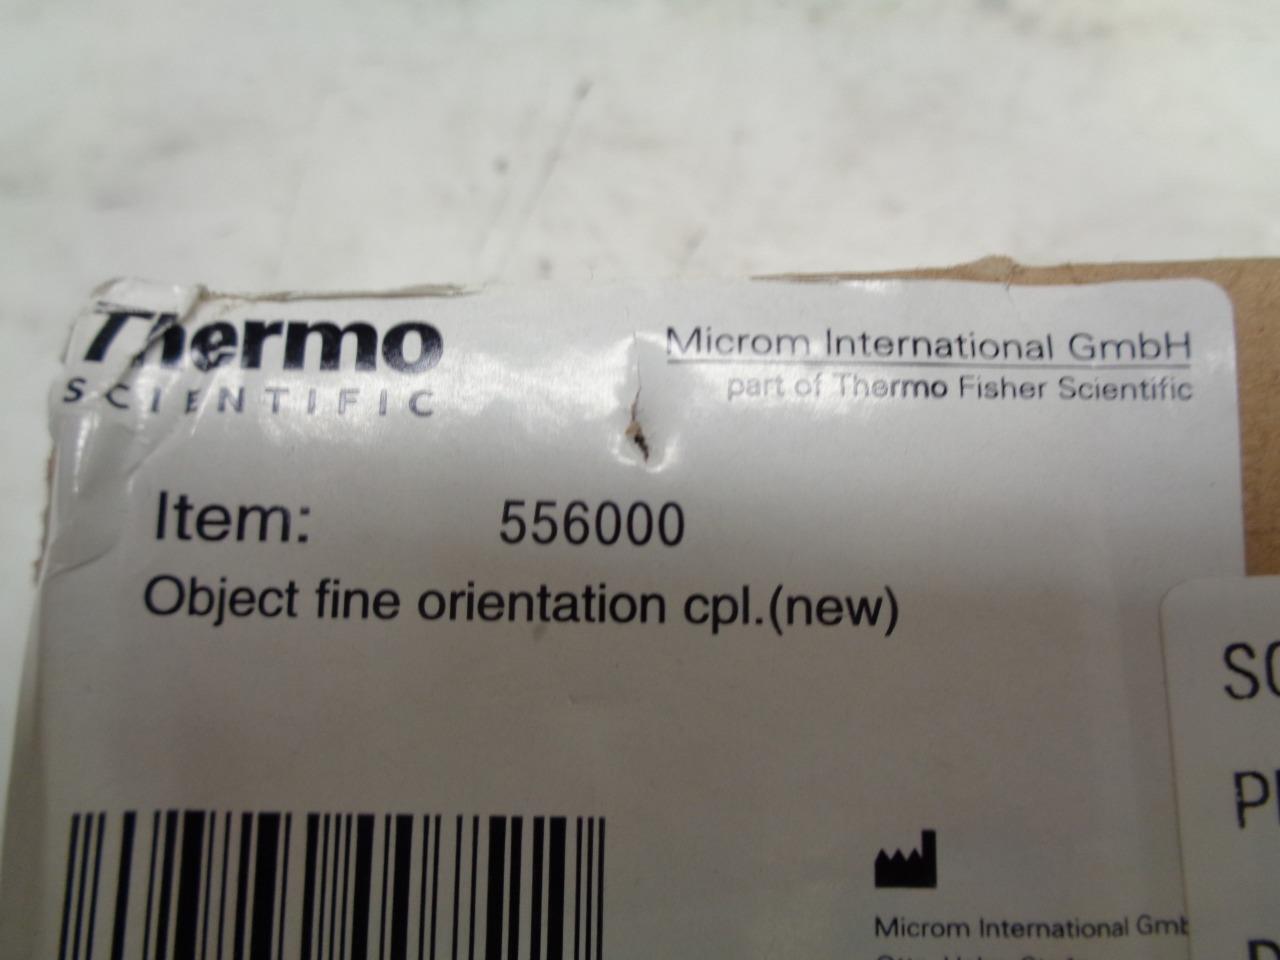 Thermo
SCIENTIFIC
Microm International GmbH
part of Thermo Fisher Scientific
Item: 556000
Object fine orientation cpl.(new)
Microm International